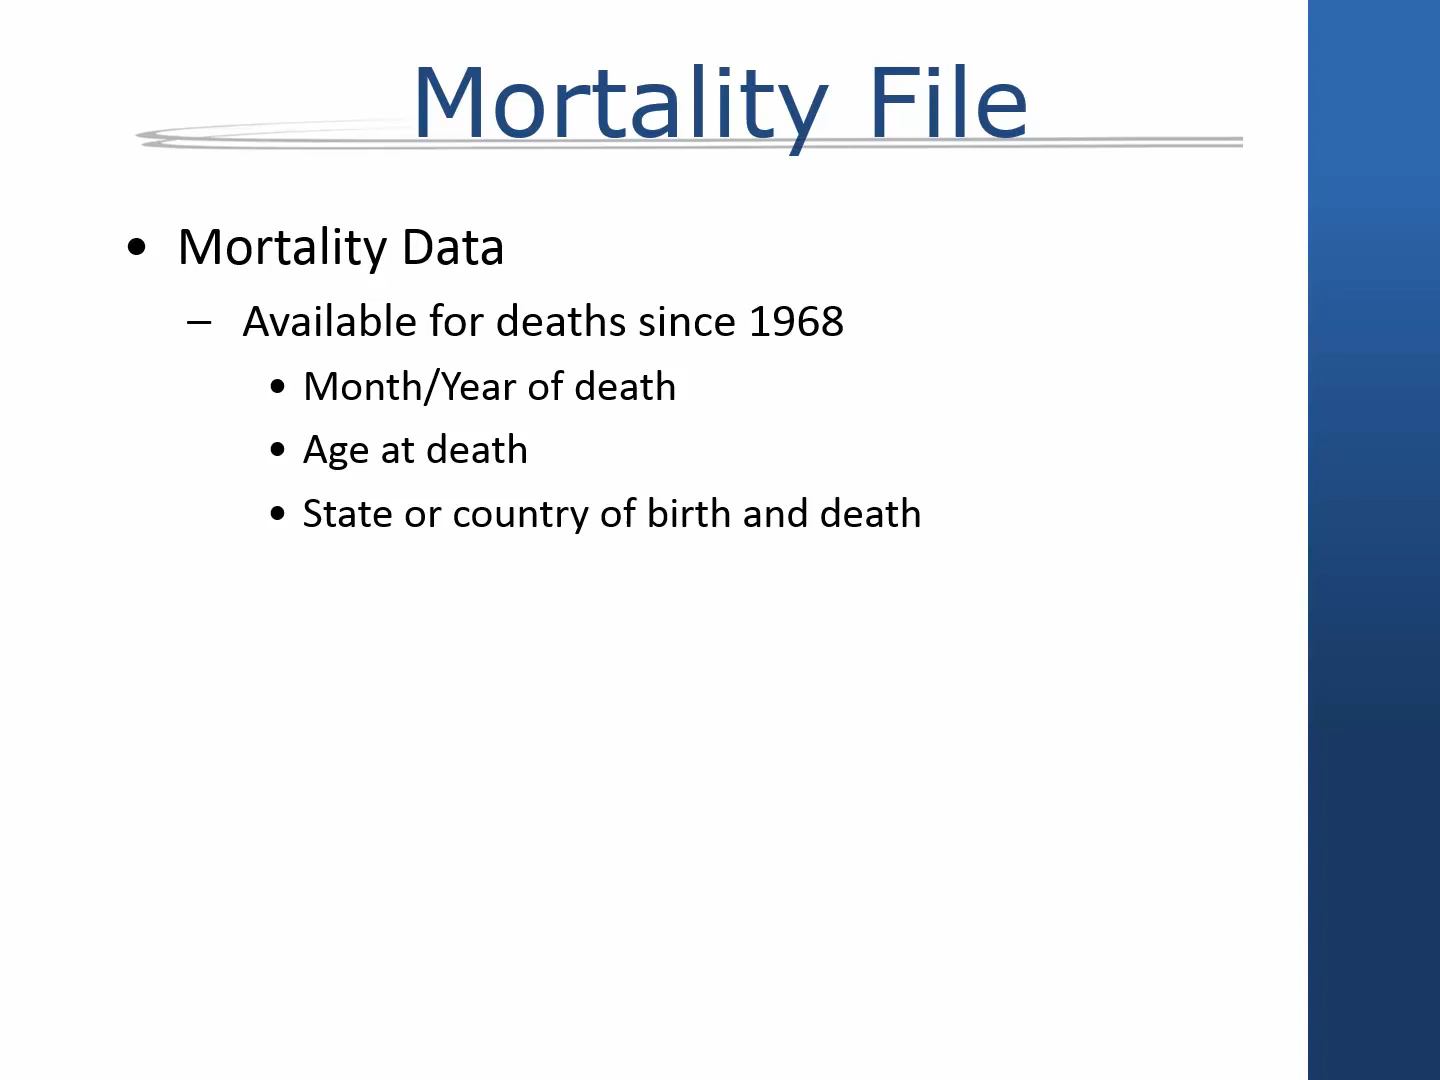 Mortality File
• Mortality Data
– Available for deaths since 1968
• Month/Year of death
• Age at death
• State or country of birth and death